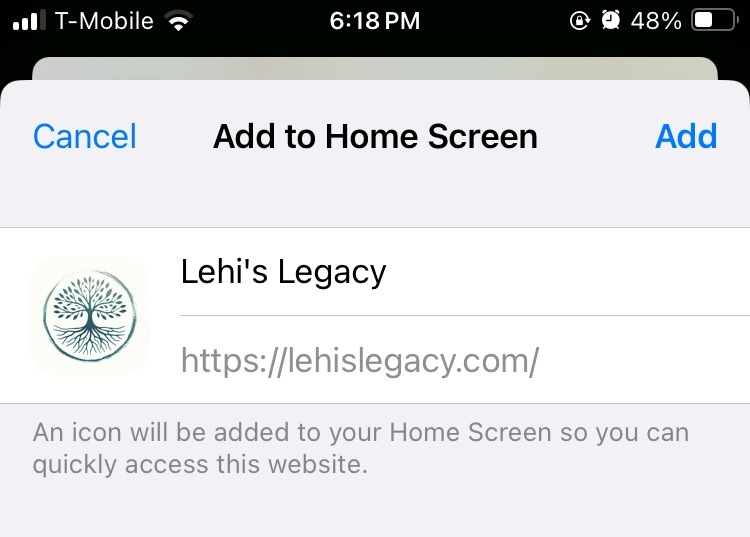 T-Mobile 6:18 PM 48%
Cancel Add to Home Screen Add
Lehi's Legacy
https://lehislegacy.com/
An icon will be added to your Home Screen so you can
quickly access this website.